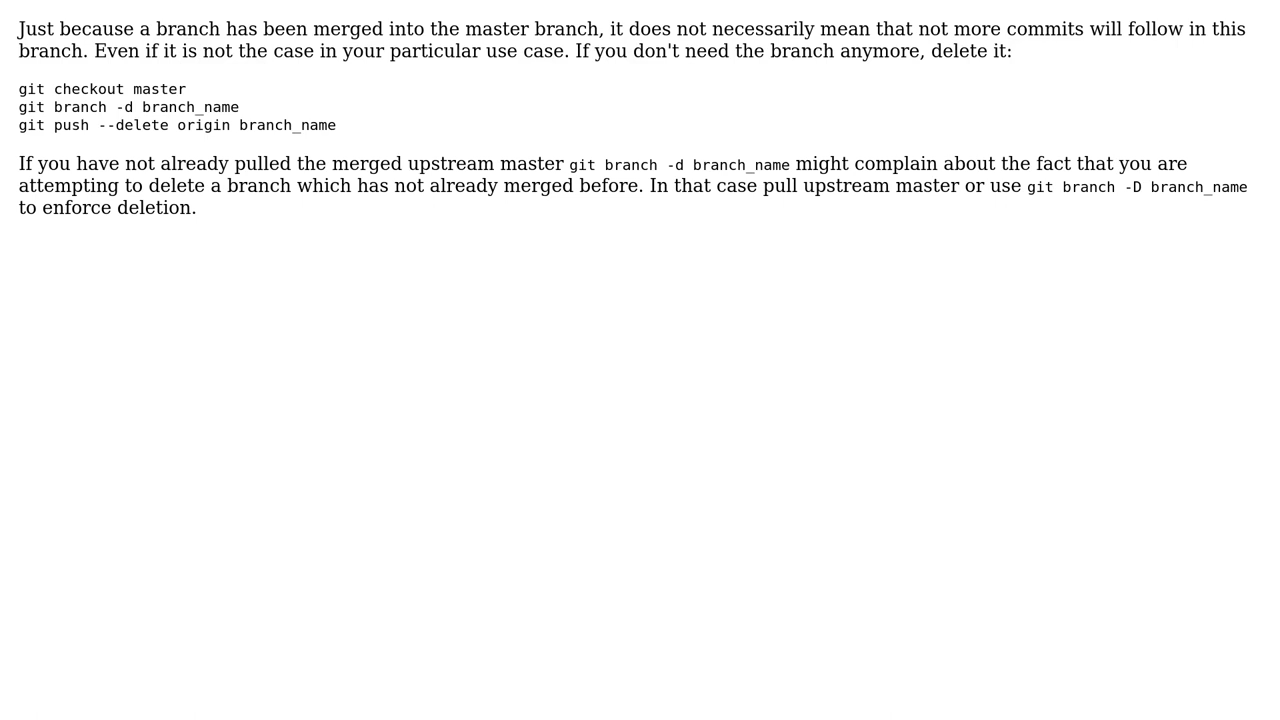 Just because a branch has been merged into the master branch, it does not necessarily mean that not more commits will follow in this
branch. Even if it is not the case in your particular use case. If you don't need the branch anymore, delete it:
git checkout master
git branch -d branch_name
git push --delete origin branch_name
If you have not already pulled the merged upstream master git branch -d branch_name might complain about the fact that you are
attempting to delete a branch which has not already merged before. In that case pull upstream master or use git branch -D branch_name
to enforce deletion.